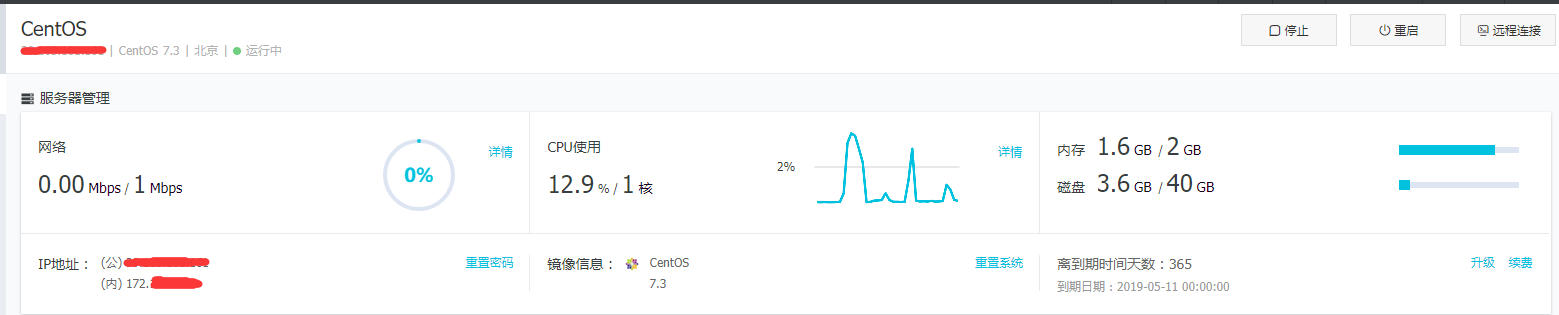 CentOS
| CentOS 7.3 | 北京 | 运行中
停止
重启
远程连接
服务器管理
网络
详情
0%
0.00 Mbps / 1 Mbps
CPU使用
2%
详情
12.9 % / 1 核
内存 1.6 GB / 2 GB
磁盘 3.6 GB / 40 GB
IP地址： (公)
重置密码
(内) 172.
镜像信息： CentOS
重置系统
7.3
离到期时间天数：365
升级 续费
到期日期：2019-05-11 00:00:00